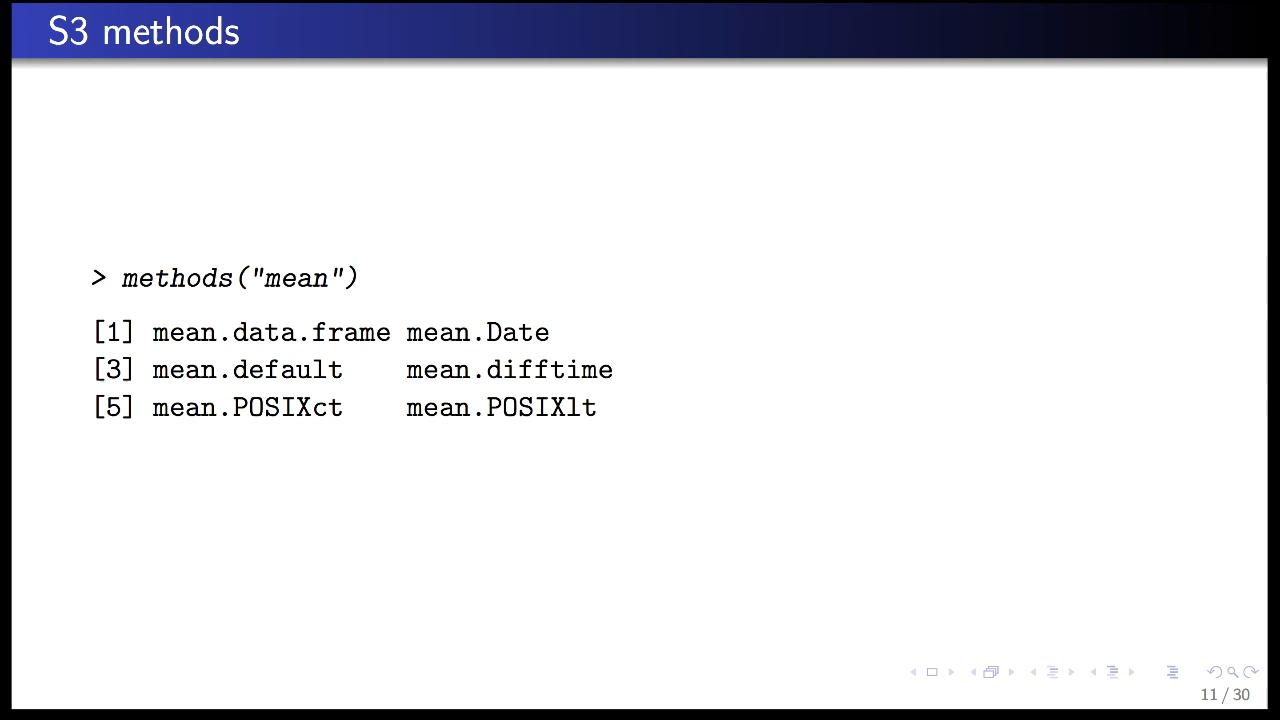 S3 methods
> methods("mean")
[1] mean.data.frame mean.Date
[3] mean.default    mean.difftime
[5] mean.POSIXct    mean.POSIXlt
11 / 30